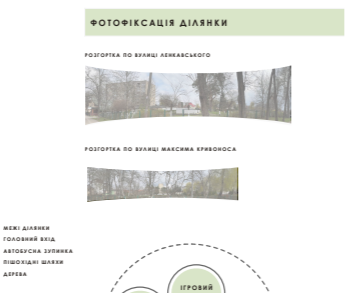 ФОТОФІКСАЦІЯ ДІЛЯНКИ
РОЗГОРТКА ПО ВУЛИЦІ ЛЕНКАВСЬКОГО
РОЗГОРТКА ПО ВУЛИЦІ МАКСИМА КРИВОНОСА
МЕЖІ ДІЛЯНКИ
ГОЛОВНИЙ ВХІД
АВТОБУСНА ЗУПИНКА
ПІШОХІДНІ ШЛЯХИ
ДЕРЕВА
ІГРОВИЙ